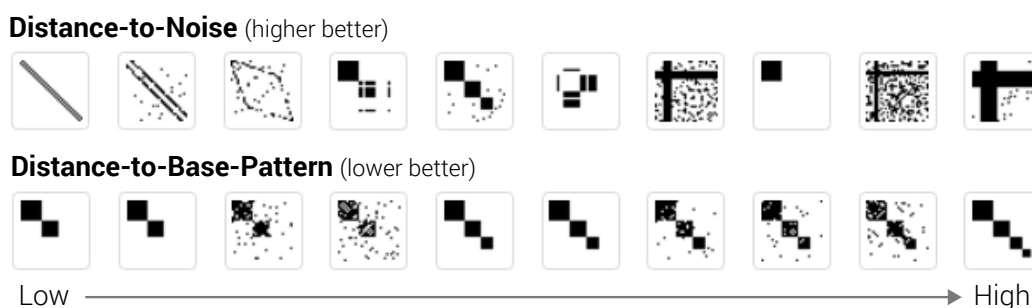 Distance-to-Noise (higher better)
Distance-to-Base-Pattern (lower better)
Low High